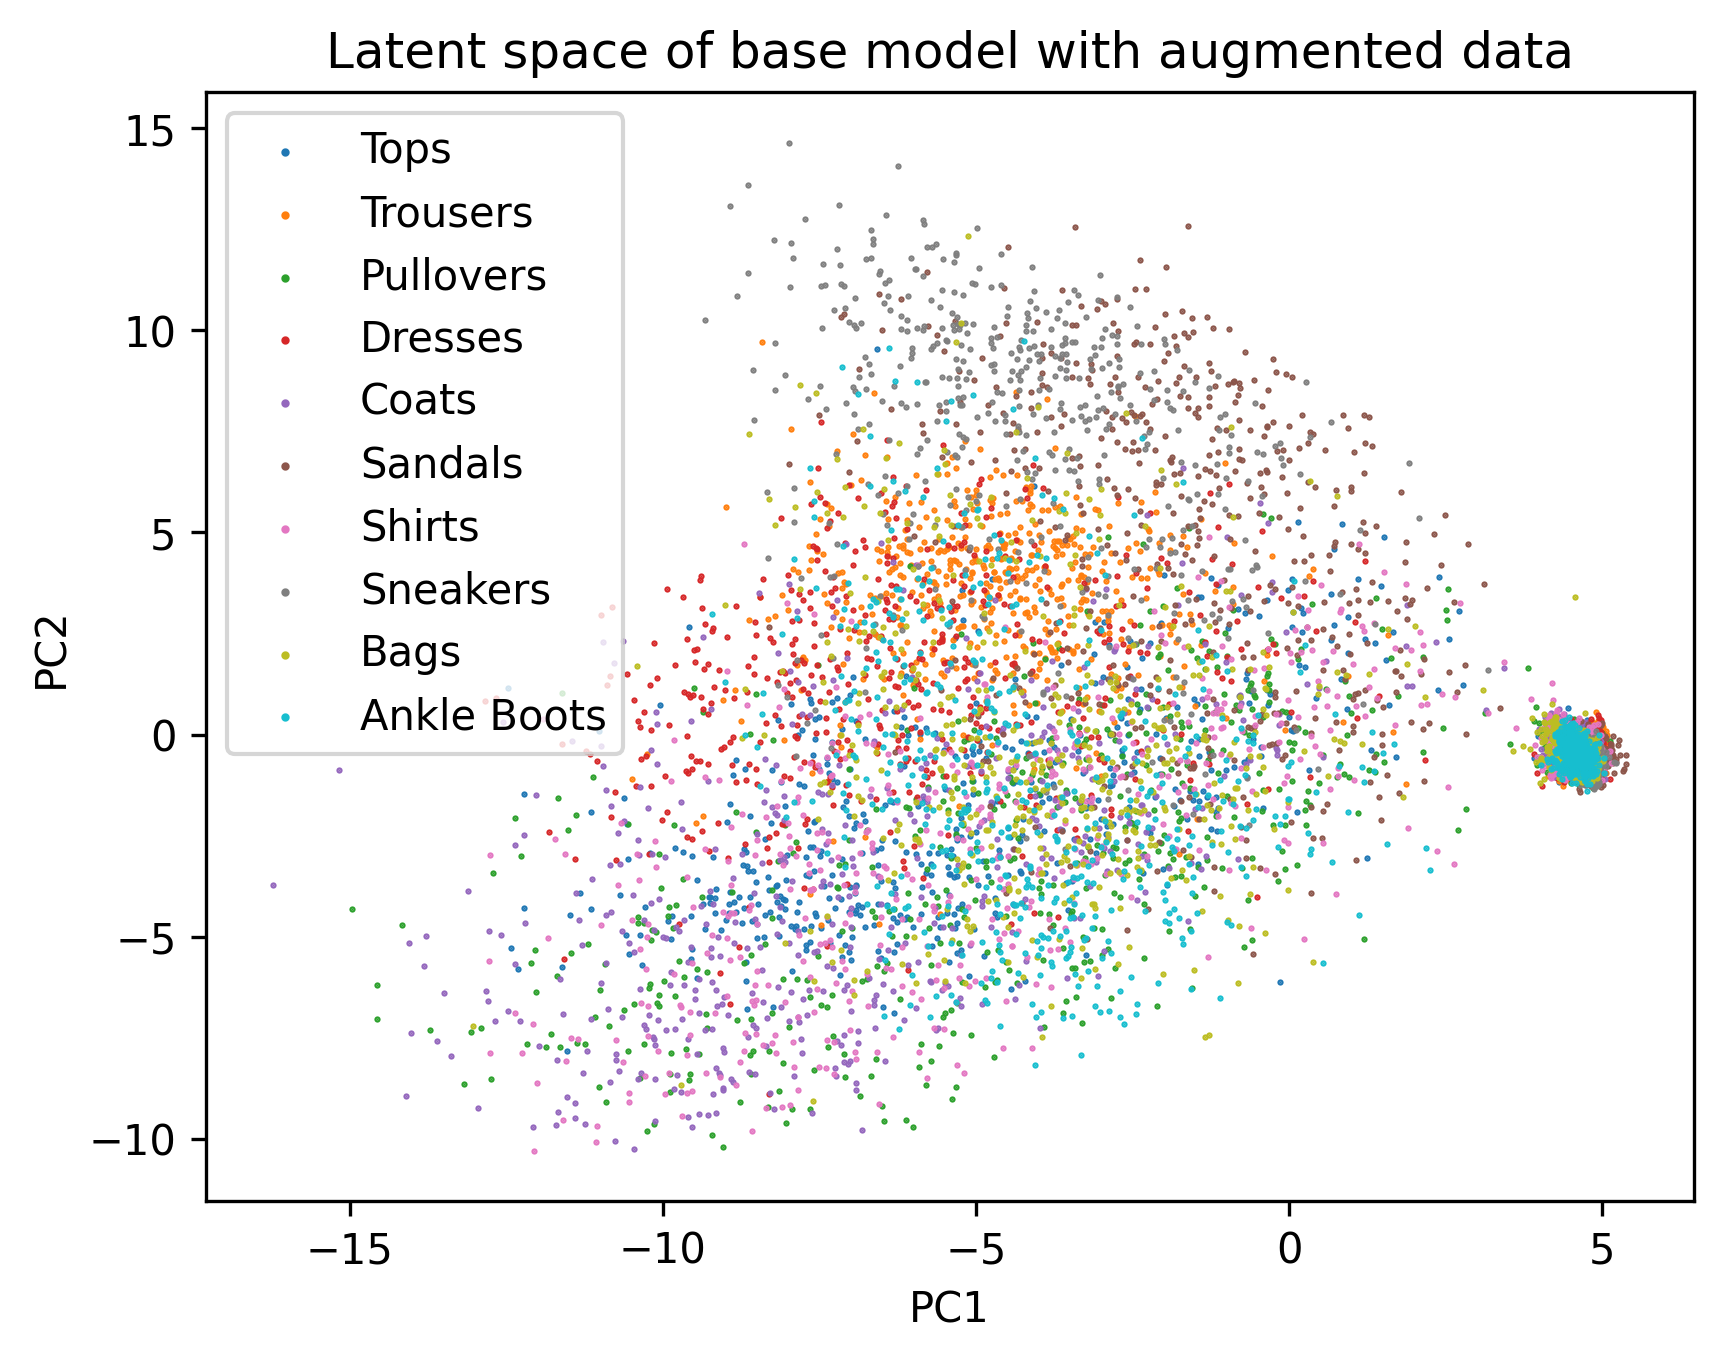 Latent space of base model with augmented data
15
10
5
0
−5
−10
PC2
Tops
Trousers
Pullovers
Dresses
Coats
Sandals
Shirts
Sneakers
Bags
Ankle Boots
−15
−10
−5
0
5
PC1